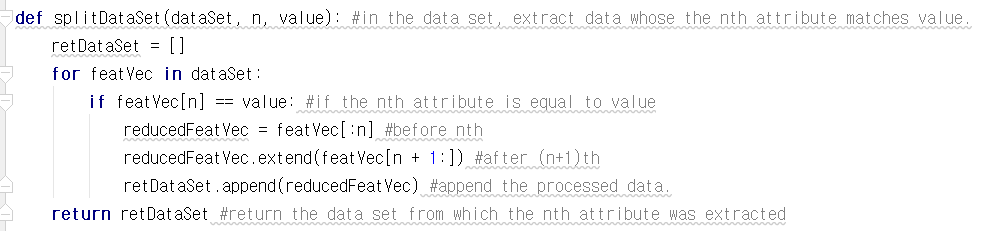 def splitDataSet(dataSet, n, value): #in the data set, extract data whose the nth attribute matches value.
    retDataSet = []
    for featVec in dataSet:
        if featVec[n] == value: #if the nth attribute is equal to value
            reducedFeatVec = featVec[:n] #before nth
            reducedFeatVec.extend(featVec[n + 1:]) #after (n+1)th
            retDataSet.append(reducedFeatVec) #append the processed data.
    return retDataSet #return the data set from which the nth attribute was extracted